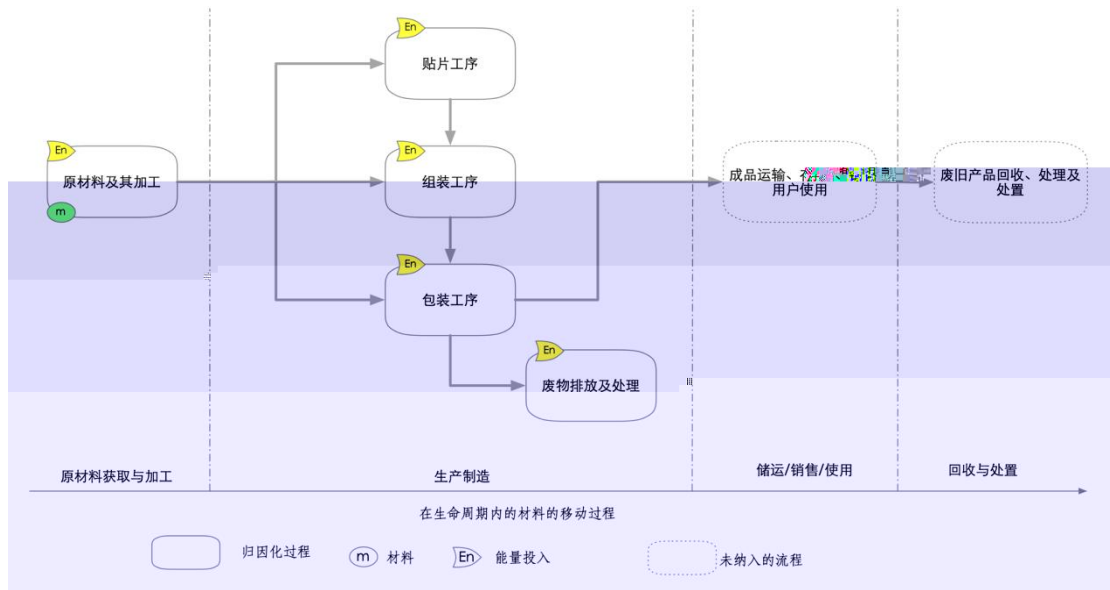 En
贴片工序
En
原材料及其加工
m
En
组装工序
成品运输、
用户使用
废旧产品回收、处理及
处置
En
包装工序
En
废物排放及处理
原材料获取与加工
生产制造
储运/销售/使用
回收与处置
在生命周期内的材料的移动过程
归因化过程
m
材料
En
能量投入
未纳入的流程